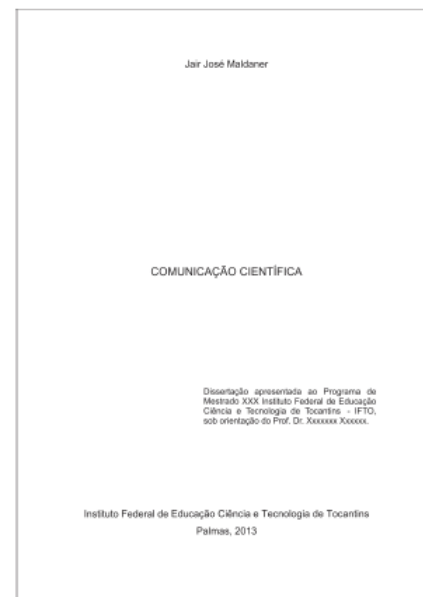 Jair José Maldaner
COMUNICAÇÃO CIENTÍFICA
Dissertação apresentada ao Programa de
Mestrado XXX Instituto Federal de Educação
Ciência e Tecnologia de Tocantins - IFTO,
sob orientação do Prof. Dr. Xxxxxxx Xxxxxx.
Instituto Federal de Educação Ciência e Tecnologia de Tocantins
Palmas, 2013